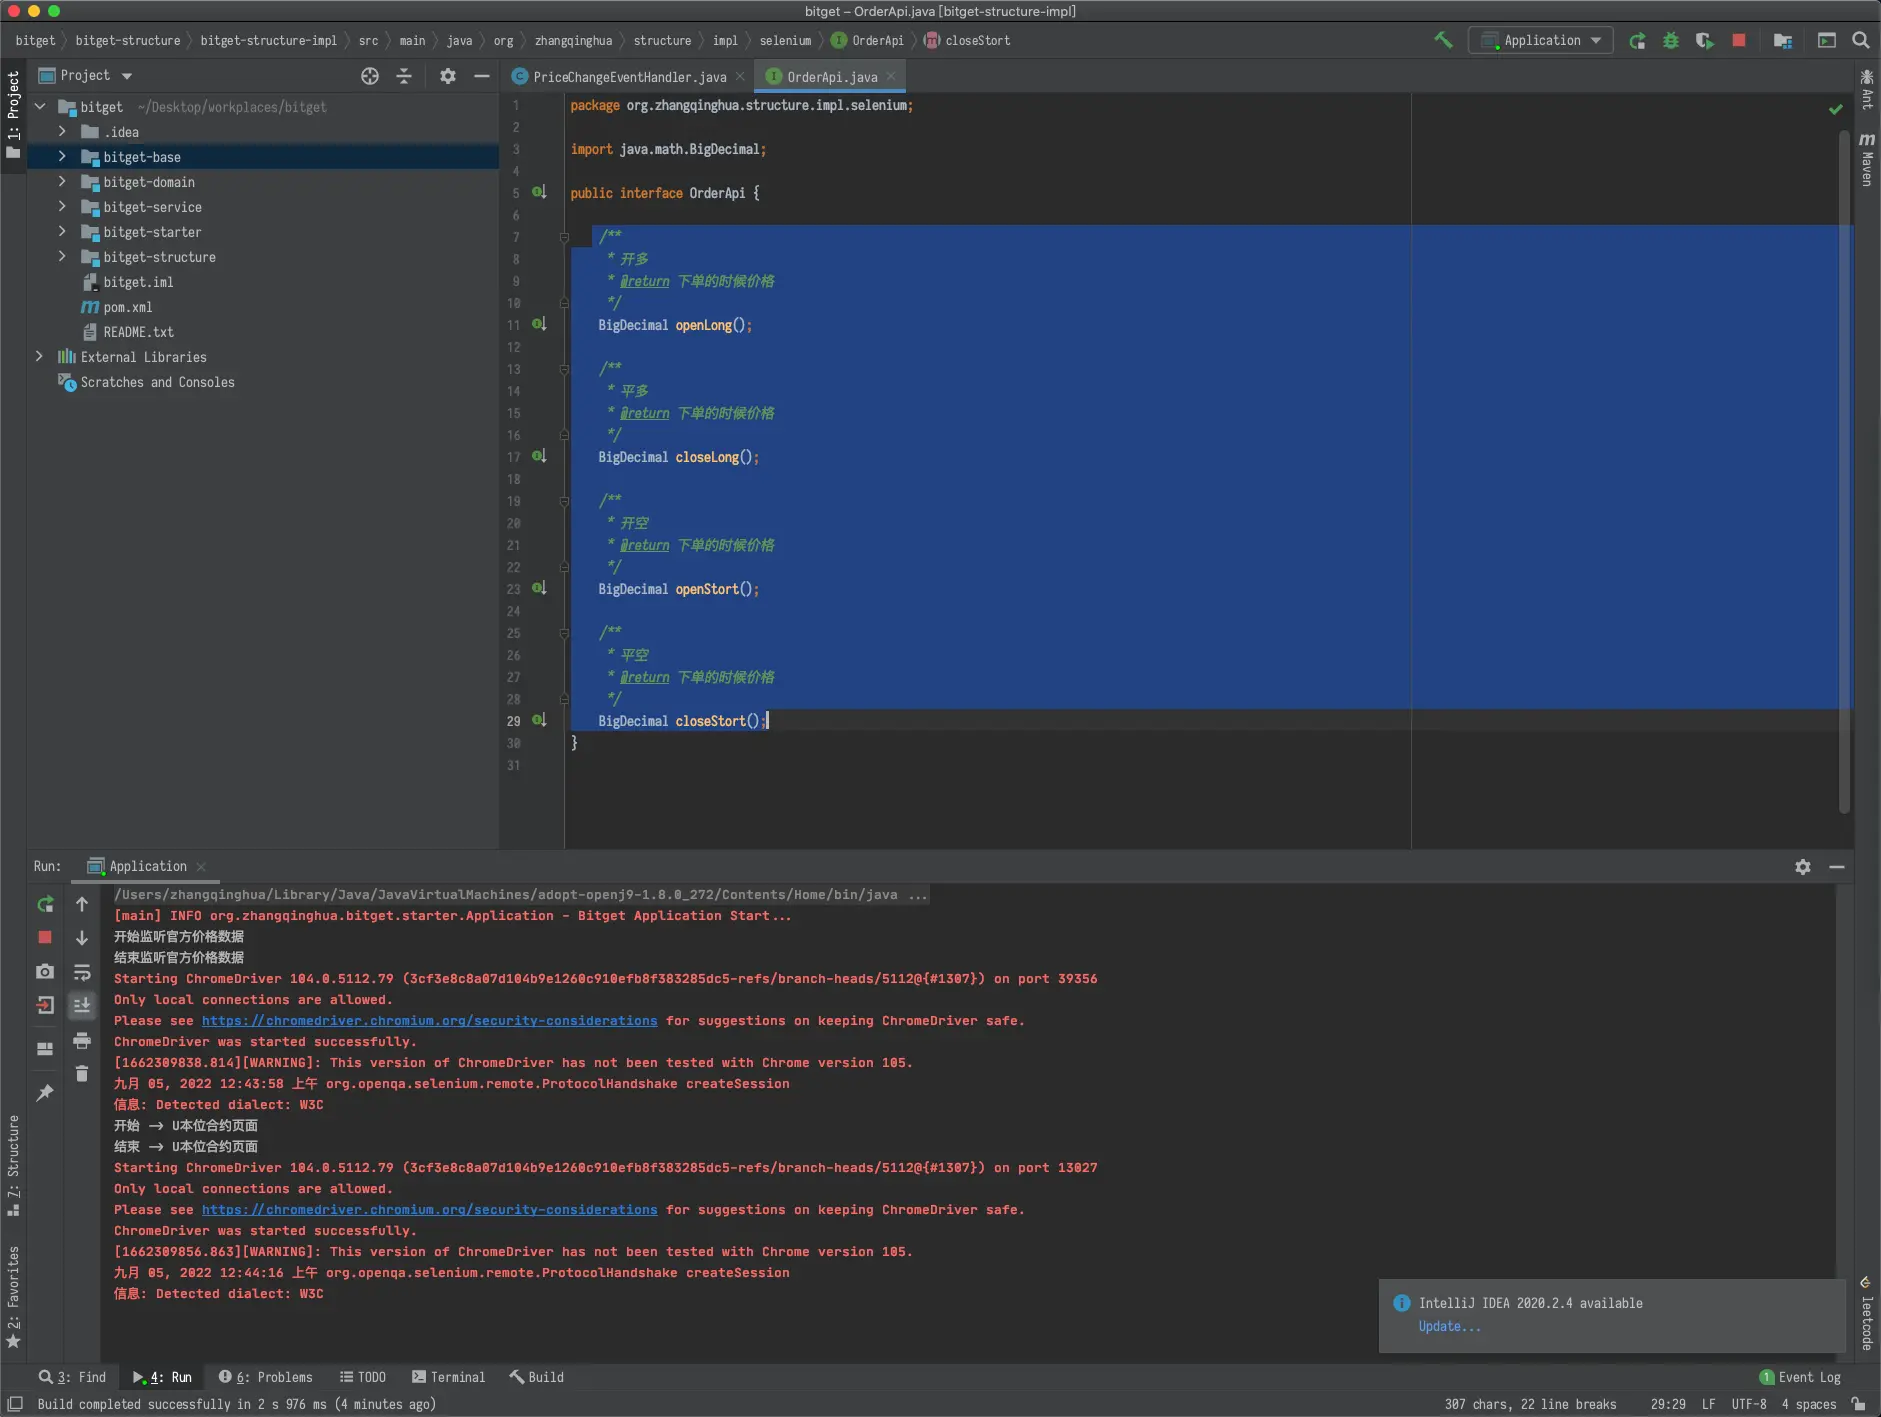 bitget – OrderApi.java [bitget-structure-impl]
bitget bitget-structure bitget-structure-impl src main java org zhangqinghua structure impl selenium OrderApi closeStort
Application
Project
PriceChangeEventHandler.java
OrderApi.java
1: Project
bitget ~/Desktop/workplaces/bitget
.idea
bitget-base
bitget-domain
bitget-service
bitget-starter
bitget-structure
bitget.iml
pom.xml
README.txt
External Libraries
Scratches and Consoles
1 package org.zhangqinghua.structure.impl.selenium;
2
3 import java.math.BigDecimal;
4
5 public interface OrderApi {
6
7 /**
8 * 开多
9 * @return 下单的时候价格
10 */
11 BigDecimal openLong();
12
13 /**
14 * 平多
15 * @return 下单的时候价格
16 */
17 BigDecimal closeLong();
18
19 /**
20 * 开空
21 * @return 下单的时候价格
22 */
23 BigDecimal openStort();
24
25 /**
26 * 平空
27 * @return 下单的时候价格
28 */
29 BigDecimal closeStort();
30 }
31
Ant
Maven
Run: Application
/Users/zhangqinghua/Library/Java/JavaVirtualMachines/adopt-openj9-1.8.0_272/Contents/Home/bin/java ...
[main] INFO org.zhangqinghua.bitget.starter.Application - Bitget Application Start...
开始监听官方价格数据
结束监听官方价格数据
Starting ChromeDriver 104.0.5112.79 (3cf3e8c8a07d104b9e1260c910efb8f383285dc5-refs/branch-heads/5112@{#1307}) on port 39356
Only local connections are allowed.
Please see https://chromedriver.chromium.org/security-considerations for suggestions on keeping ChromeDriver safe.
ChromeDriver was started successfully.
[1662309838.814][WARNING]: This version of ChromeDriver has not been tested with Chrome version 105.
九月 05, 2022 12:43:58 上午 org.openqa.selenium.remote.ProtocolHandshake createSession
信息: Detected dialect: W3C
开始 → U本位合约页面
结束 → U本位合约页面
Starting ChromeDriver 104.0.5112.79 (3cf3e8c8a07d104b9e1260c910efb8f383285dc5-refs/branch-heads/5112@{#1307}) on port 13027
Only local connections are allowed.
Please see https://chromedriver.chromium.org/security-considerations for suggestions on keeping ChromeDriver safe.
ChromeDriver was started successfully.
[1662309856.863][WARNING]: This version of ChromeDriver has not been tested with Chrome version 105.
九月 05, 2022 12:44:16 上午 org.openqa.selenium.remote.ProtocolHandshake createSession
信息: Detected dialect: W3C
7: Structure
2: Favorites
IntelliJ IDEA 2020.2.4 available
Update...
leetcode
3: Find
4: Run
6: Problems
TODO
Terminal
Build
1 Event Log
Build completed successfully in 2 s 976 ms (4 minutes ago)
307 chars, 22 line breaks 29:29 LF UTF-8 4 spaces